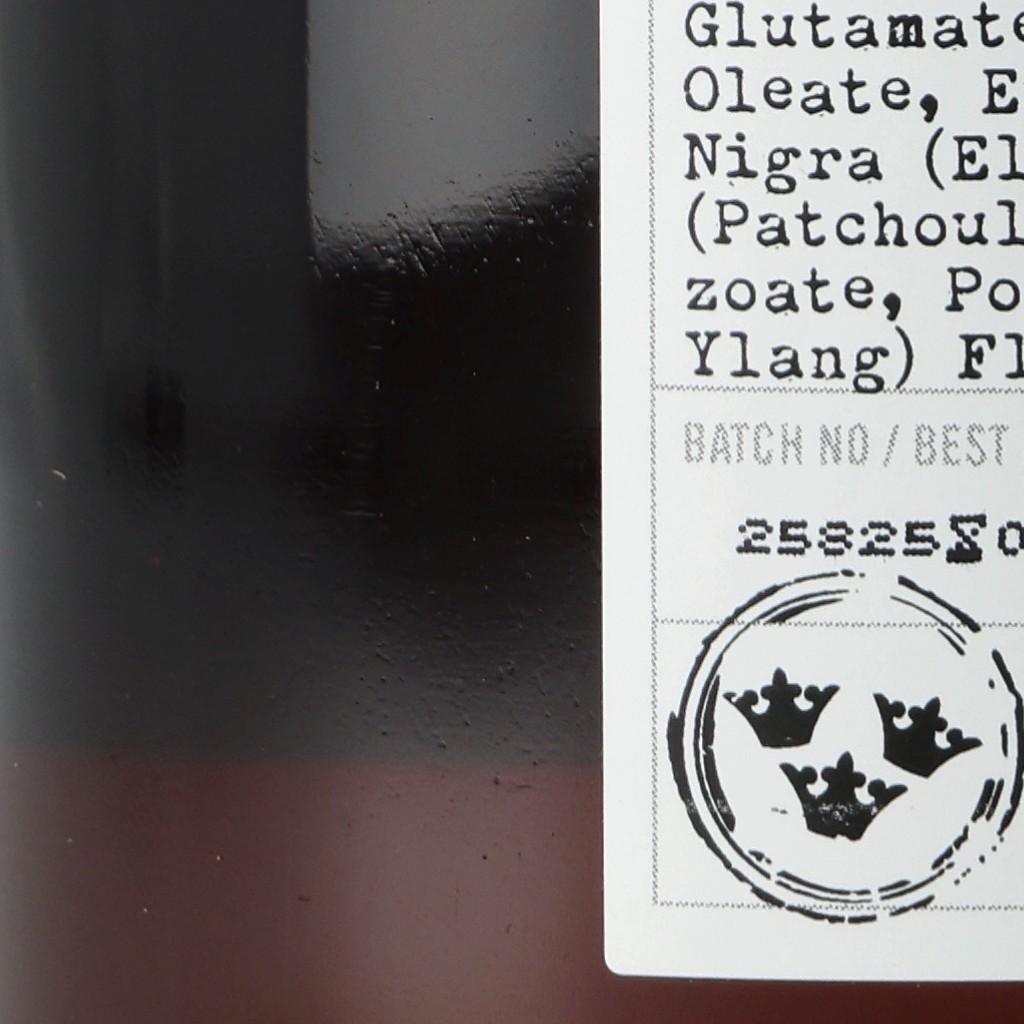 Glutamate
Oleate, E
Nigra (El
(Patchoul
zoate, Po
Ylang) Fl
BATCH NO / BEST
25825